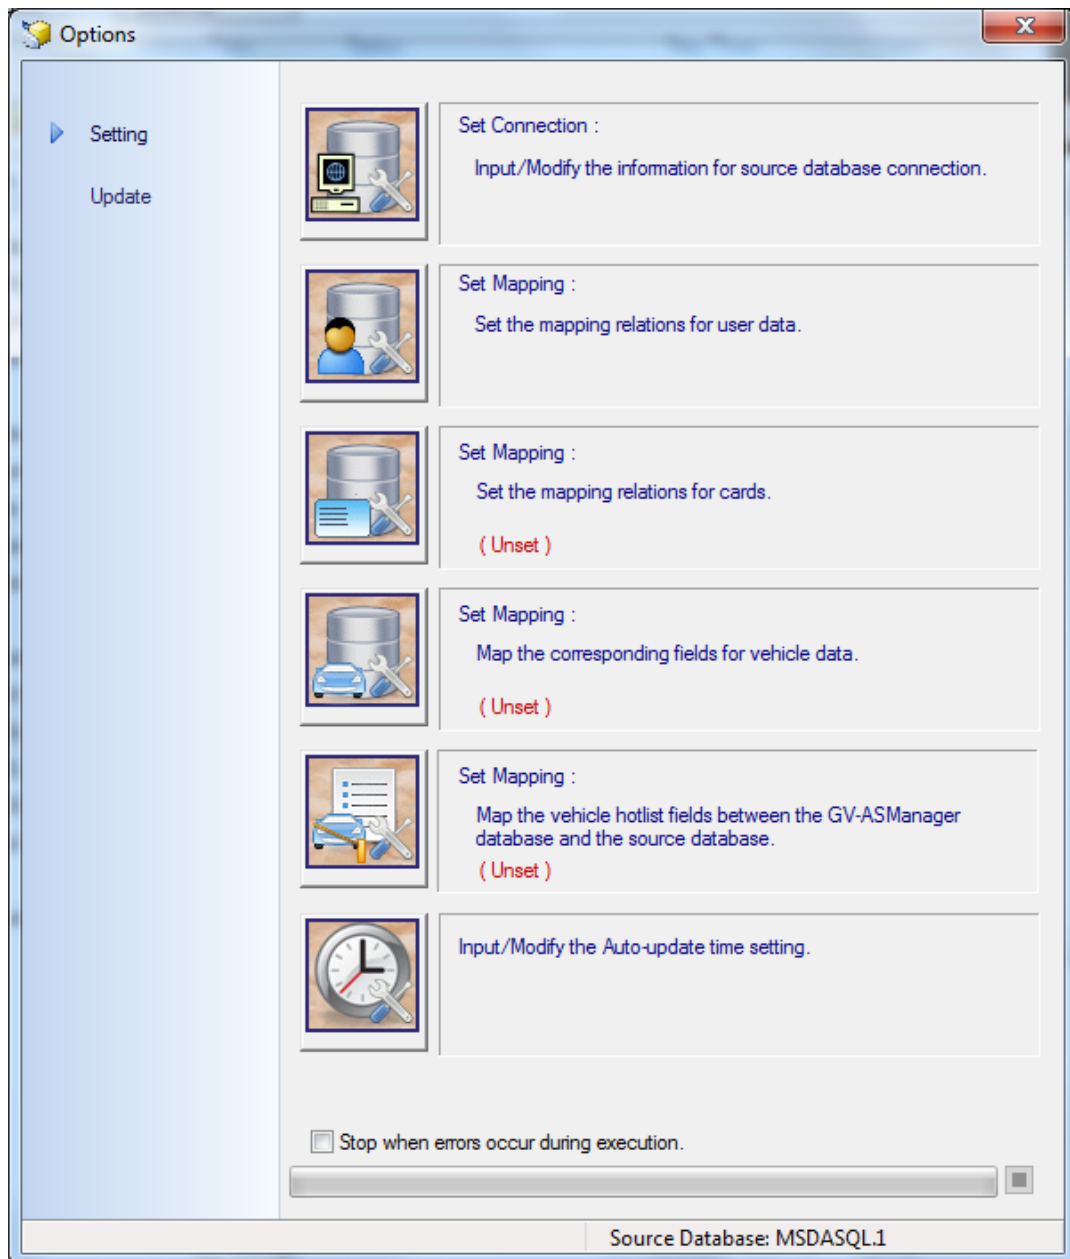 Options
Setting
Update
Set Connection :
Input/Modify the information for source database connection.
Set Mapping :
Set the mapping relations for user data.
Set Mapping :
Set the mapping relations for cards.
( Unset )
Set Mapping :
Map the corresponding fields for vehicle data.
( Unset )
Set Mapping :
Map the vehicle hotlist fields between the GV-ASManager
database and the source database.
( Unset )
Input/Modify the Auto-update time setting.
Stop when errors occur during execution.
Source Database: MSDASQL.1